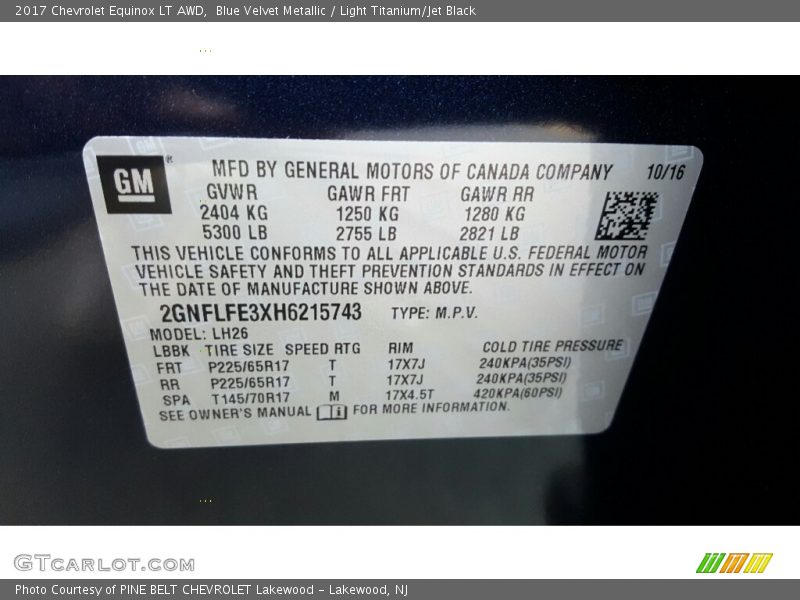 2017 Chevrolet Equinox LT AWD,  Blue Velvet Metallic / Light Titanium/Jet Black
GM® MFD BY GENERAL MOTORS OF CANADA COMPANY 10/16
GVWR GAWR FRT GAWR RR
2404 KG 1250 KG 1280 KG
5300 LB 2755 LB 2821 LB
THIS VEHICLE CONFORMS TO ALL APPLICABLE U.S. FEDERAL MOTOR
VEHICLE SAFETY AND THEFT PREVENTION STANDARDS IN EFFECT ON
THE DATE OF MANUFACTURE SHOWN ABOVE.
2GNFLFE3XH6215743 TYPE: M.P.V.
MODEL: LH26
LBBK TIRE SIZE SPEED RTG RIM COLD TIRE PRESSURE
FRT P225/65R17 T 17X7J 240KPA(35PSI)
RR P225/65R17 T 17X7J 240KPA(35PSI)
SPA T145/70R17 M 17X4.5T 420KPA(60PSI)
SEE OWNER'S MANUAL i FOR MORE INFORMATION.
GTCARLOT.COM
Photo Courtesy of PINE BELT CHEVROLET Lakewood - Lakewood, NJ